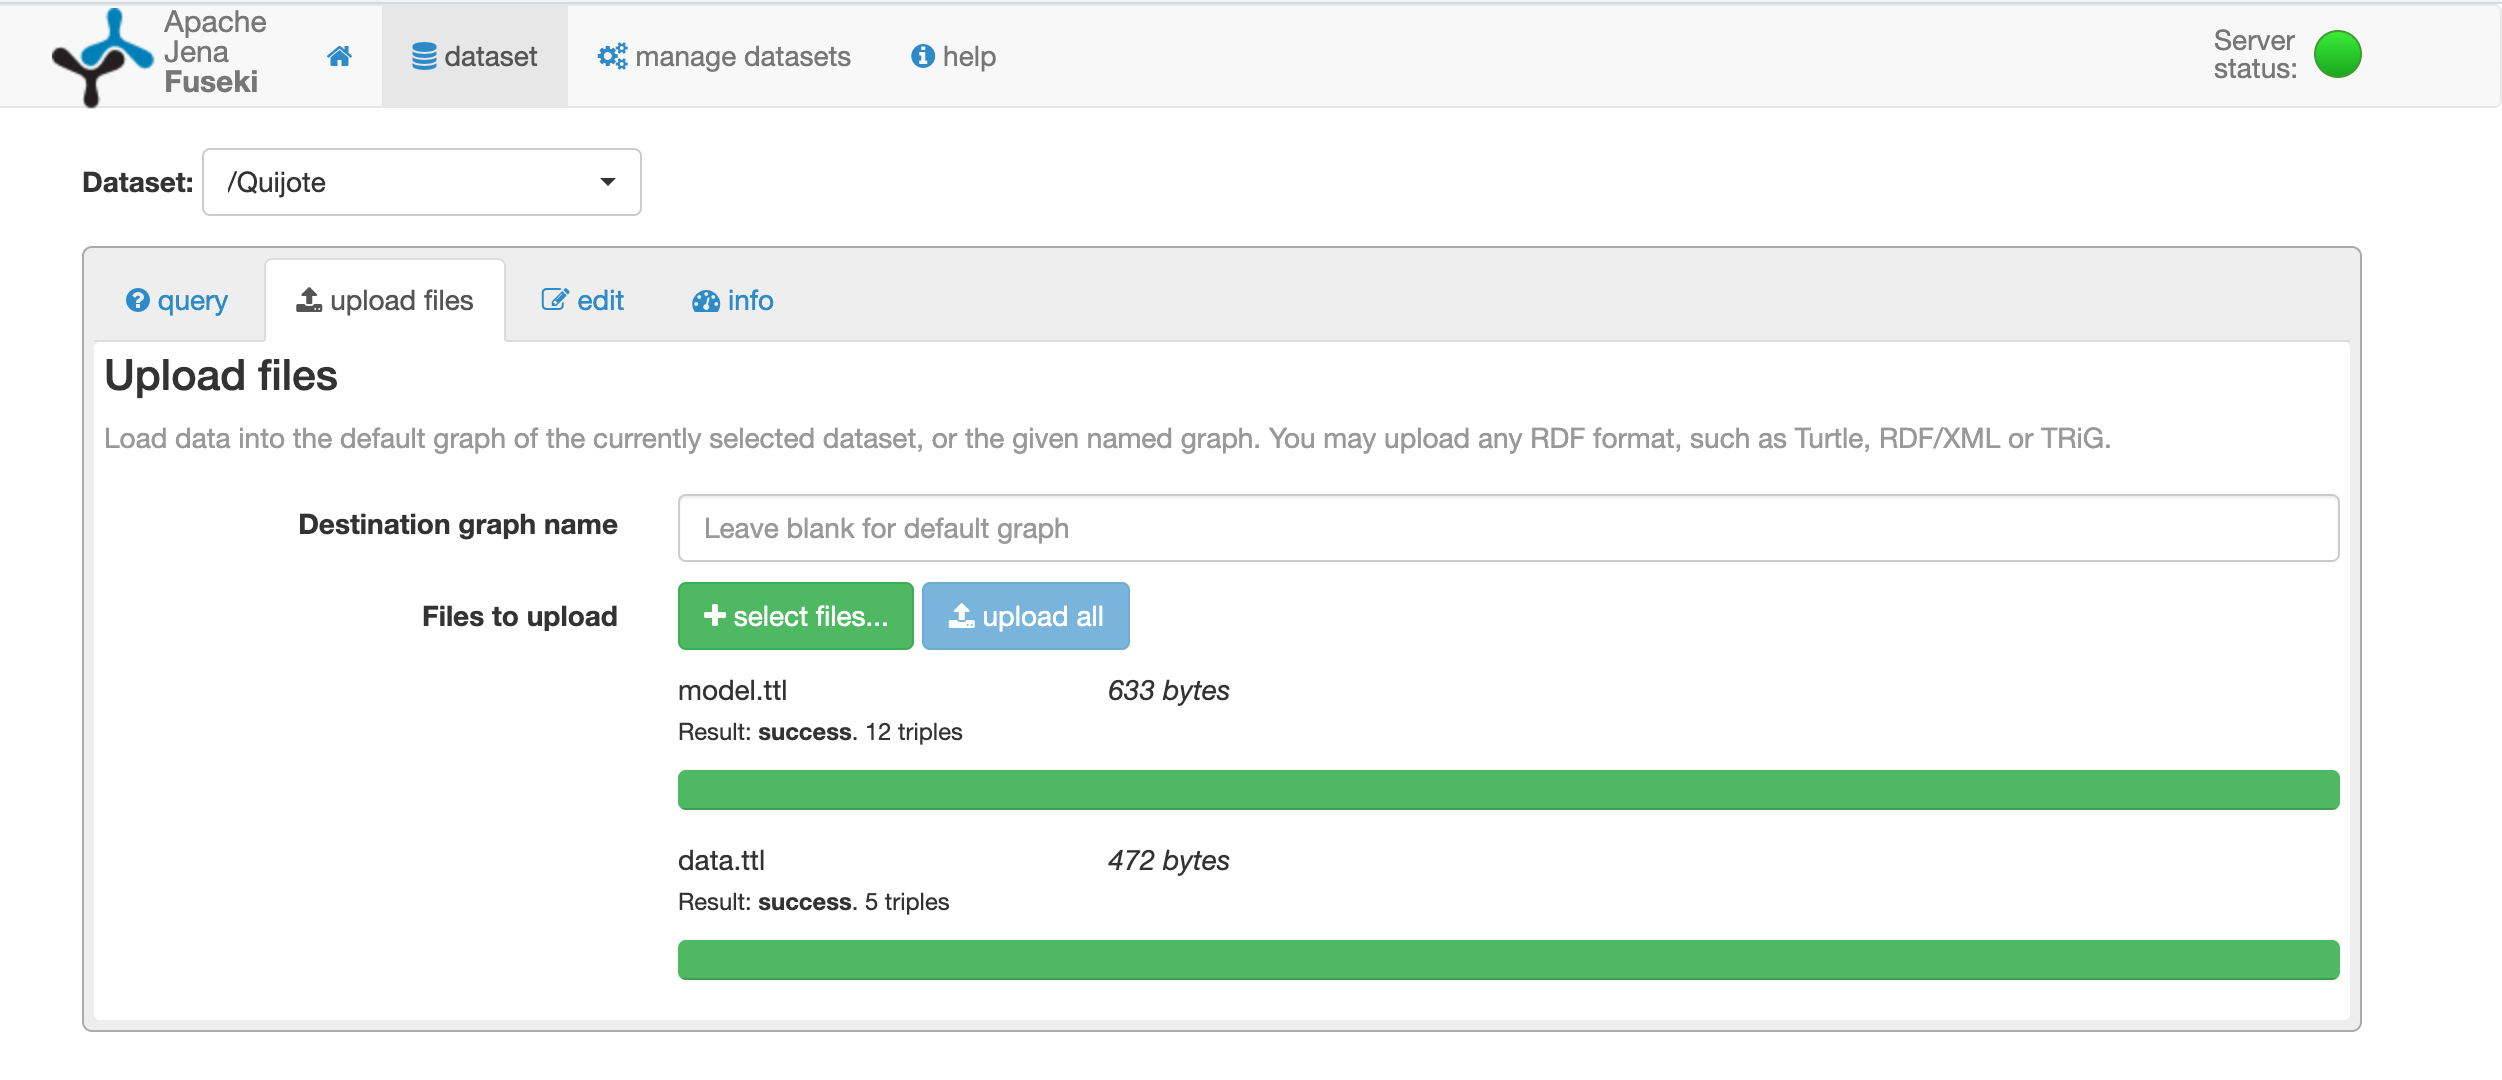 Apache
Jena
Fuseki
dataset
manage datasets
help
Server
status:
Dataset: /Quijote
query
upload files
edit
info
Upload files
Load data into the default graph of the currently selected dataset, or the given named graph. You may upload any RDF format, such as Turtle, RDF/XML or TRiG.
Destination graph name
Leave blank for default graph
Files to upload
select files...
upload all
model.ttl 633 bytes
Result: success. 12 triples
data.ttl 472 bytes
Result: success. 5 triples